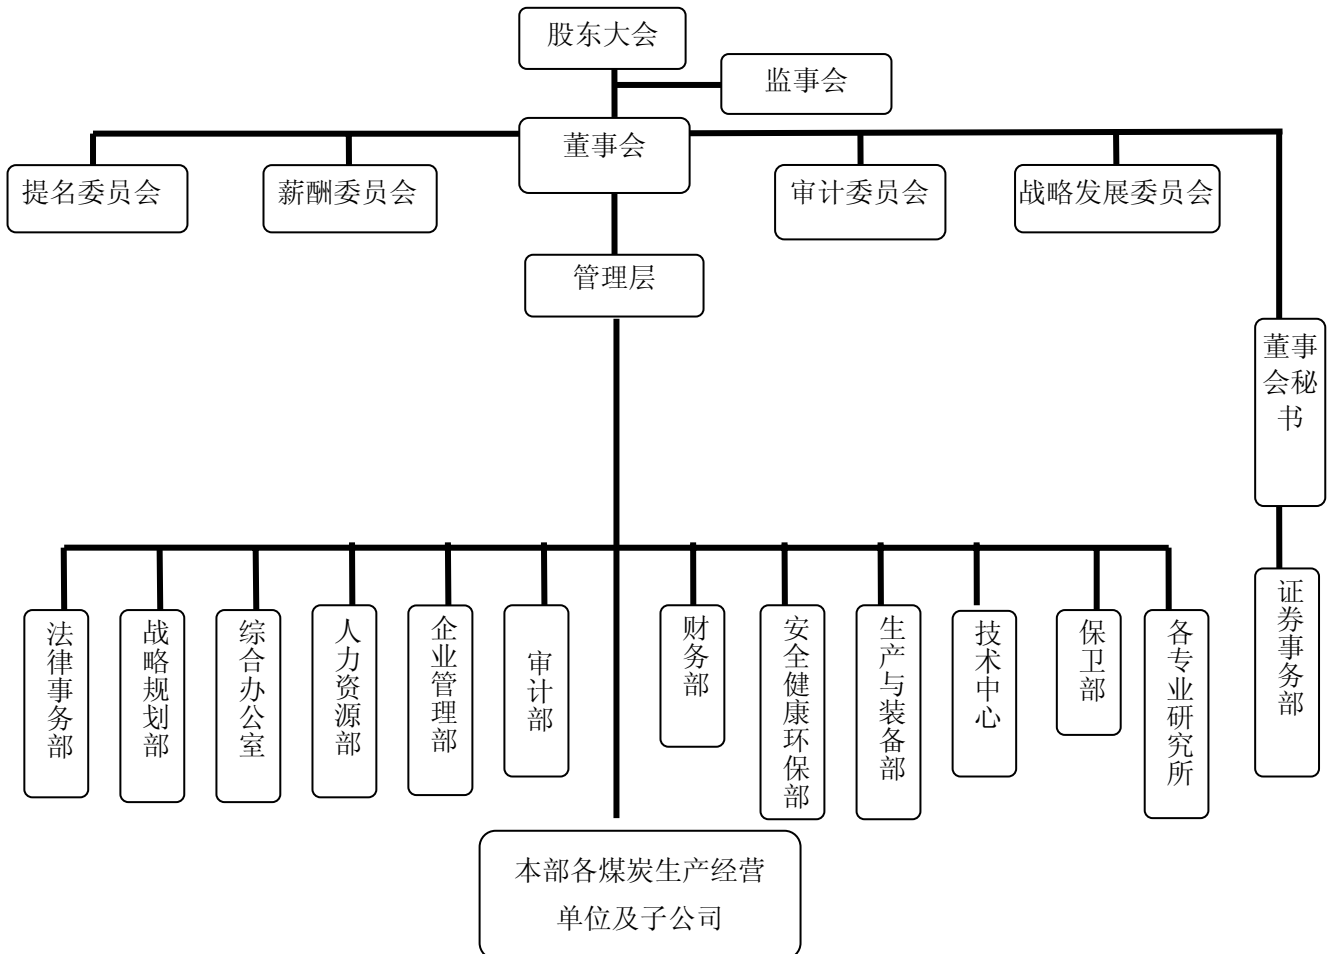 股东大会
监事会
董事会
提名委员会
薪酬委员会
审计委员会
战略发展委员会
管理层
董事
会秘
书
法律事务部
战略规划部
综合办公室
人力资源部
企业管理部
审计部
财务部
安全健康环保部
生产与装备部
技术中心
保卫部
各专业研究所
证券事务部
本部各煤炭生产经营
单位及子公司